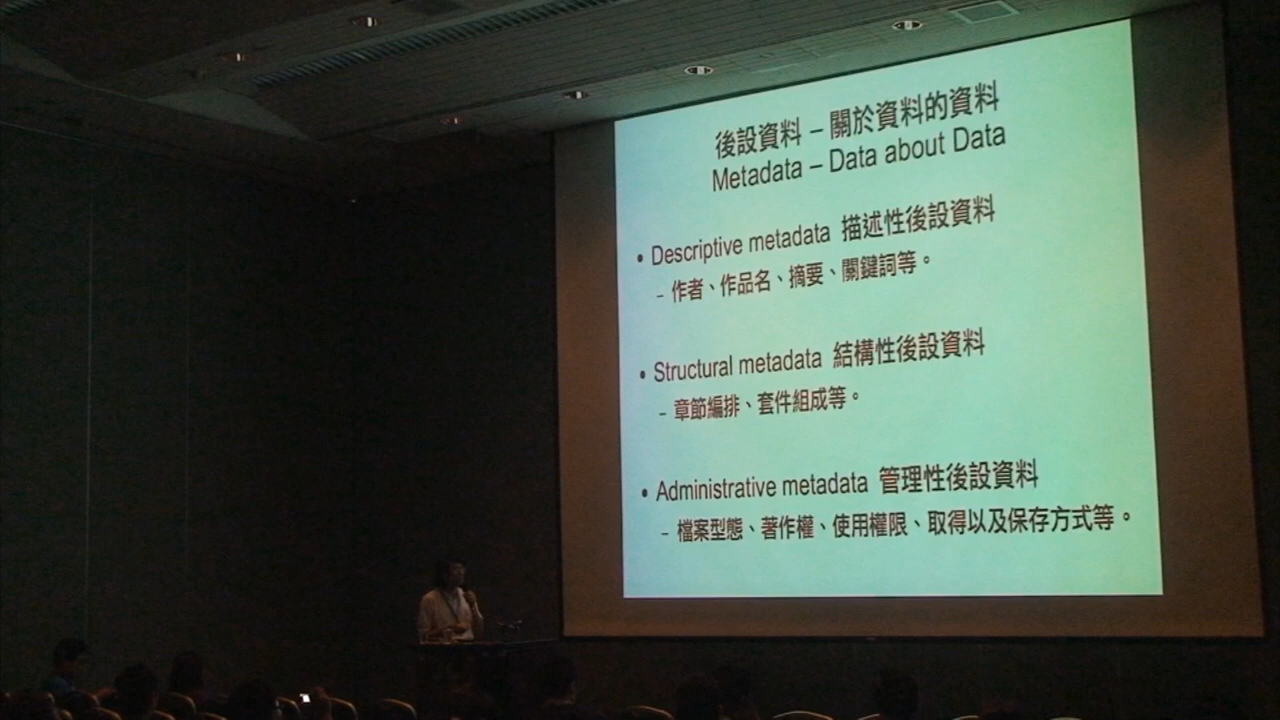 後設資料 – 關於資料的資料
Metadata – Data about Data
• Descriptive metadata 描述性後設資料
– 作者、作品名、摘要、關鍵詞等。
• Structural metadata 結構性後設資料
– 章節編排、套件組成等。
• Administrative metadata 管理性後設資料
– 檔案型態、著作權、使用權限、取得以及保存方式等。